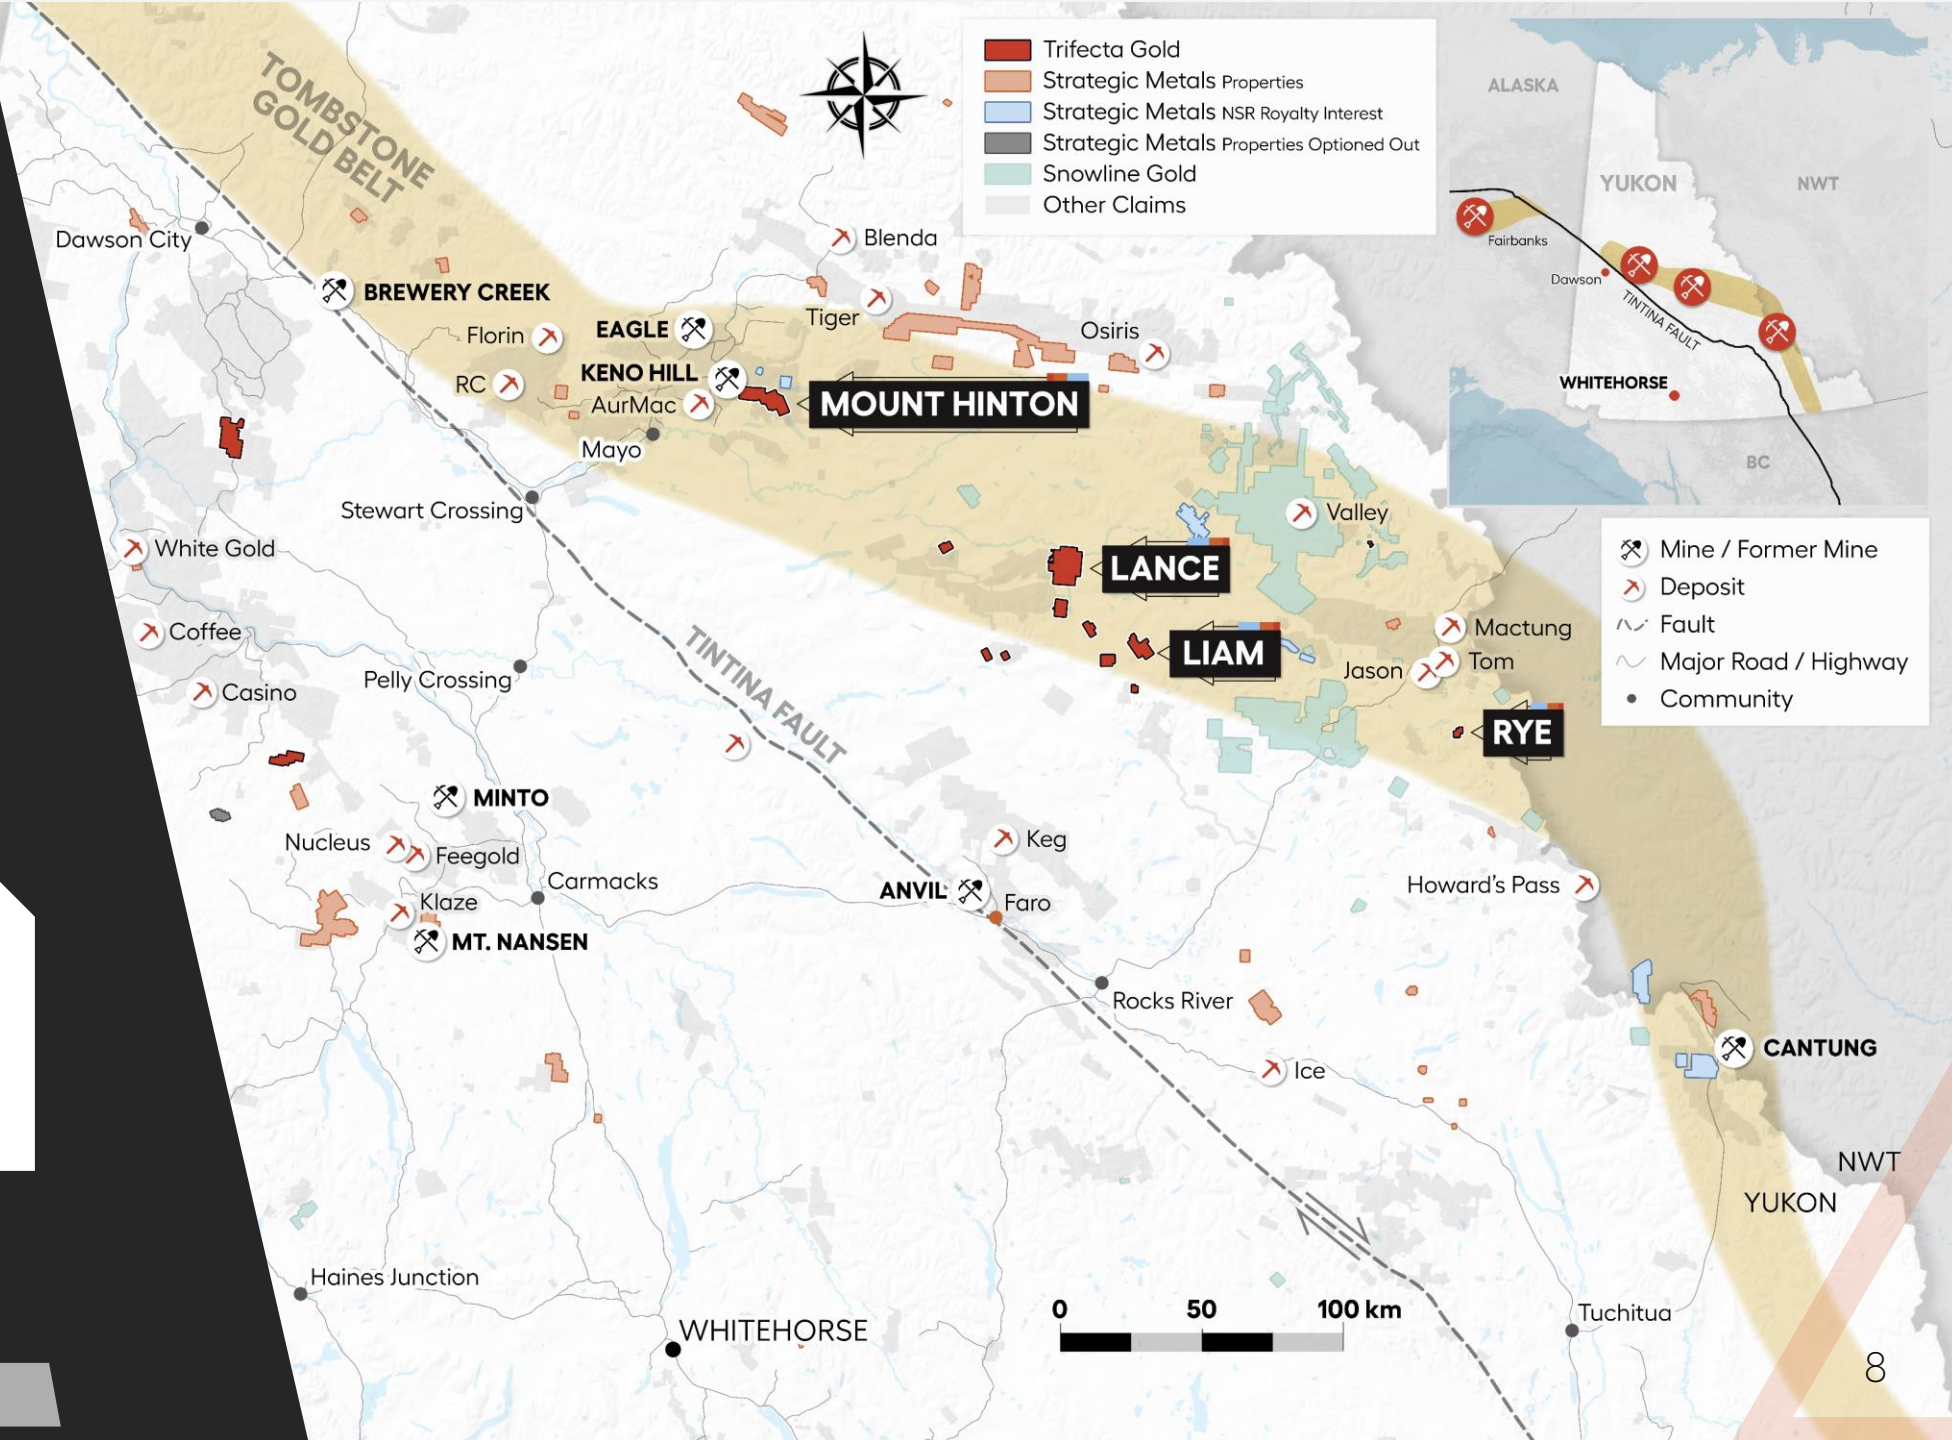 Trifecta Gold
Strategic Metals Properties
Strategic Metals NSR Royalty Interest
Strategic Metals Properties Optioned Out
Snowline Gold
Other Claims
ALASKA
YUKON
NWT
Fairbanks
Dawson
TINTINA FAULT
WHITEHORSE
BC
Mine / Former Mine
Deposit
Fault
Major Road / Highway
Community
TOMBSTONE
GOLD BELT
Dawson City
BREWERY CREEK
Blenda
Florin
EAGLE
Tiger
Osiris
RC
KENO HILL
AurMac
MOUNT HINTON
Mayo
Stewart Crossing
Valley
White Gold
LANCE
Coffee
Mactung
LIAM
Jason
Tom
Pelly Crossing
Casino
TINTINA FAULT
RYE
MINTO
Nucleus
Feegold
Keg
Carmacks
ANVIL
Faro
Howard's Pass
Klaze
MT. NANSEN
Rocks River
Ice
CANTUNG
NWT
YUKON
Haines Junction
WHITEHORSE
0 50 100 km
Tuchitua
8